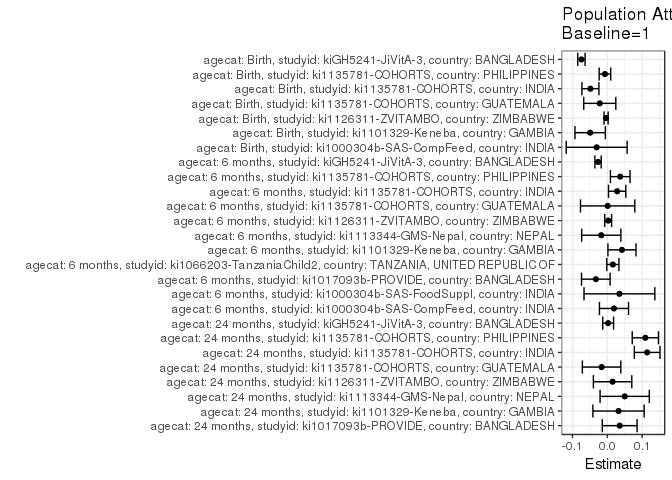 Population Att
Baseline=1
agecat: Birth, studyid: kiGH5241-JiVitA-3, country: BANGLADESH
agecat: Birth, studyid: ki1135781-COHORTS, country: PHILIPPINES
agecat: Birth, studyid: ki1135781-COHORTS, country: INDIA
agecat: Birth, studyid: ki1135781-COHORTS, country: GUATEMALA
agecat: Birth, studyid: ki1126311-ZVITAMBO, country: ZIMBABWE
agecat: Birth, studyid: ki1101329-Keneba, country: GAMBIA
agecat: Birth, studyid: ki1000304b-SAS-CompFeed, country: INDIA
agecat: 6 months, studyid: kiGH5241-JiVitA-3, country: BANGLADESH
agecat: 6 months, studyid: ki1135781-COHORTS, country: PHILIPPINES
agecat: 6 months, studyid: ki1135781-COHORTS, country: INDIA
agecat: 6 months, studyid: ki1135781-COHORTS, country: GUATEMALA
agecat: 6 months, studyid: ki1126311-ZVITAMBO, country: ZIMBABWE
agecat: 6 months, studyid: ki1113344-GMS-Nepal, country: NEPAL
agecat: 6 months, studyid: ki1101329-Keneba, country: GAMBIA
agecat: 6 months, studyid: ki1066203-TanzaniaChild2, country: TANZANIA, UNITED REPUBLIC OF
agecat: 6 months, studyid: ki1017093b-PROVIDE, country: BANGLADESH
agecat: 6 months, studyid: ki1000304b-SAS-FoodSuppl, country: INDIA
agecat: 6 months, studyid: ki1000304b-SAS-CompFeed, country: INDIA
agecat: 24 months, studyid: kiGH5241-JiVitA-3, country: BANGLADESH
agecat: 24 months, studyid: ki1135781-COHORTS, country: PHILIPPINES
agecat: 24 months, studyid: ki1135781-COHORTS, country: INDIA
agecat: 24 months, studyid: ki1135781-COHORTS, country: GUATEMALA
agecat: 24 months, studyid: ki1126311-ZVITAMBO, country: ZIMBABWE
agecat: 24 months, studyid: ki1113344-GMS-Nepal, country: NEPAL
agecat: 24 months, studyid: ki1101329-Keneba, country: GAMBIA
agecat: 24 months, studyid: ki1017093b-PROVIDE, country: BANGLADESH
-0.1 0.0 0.1
Estimate